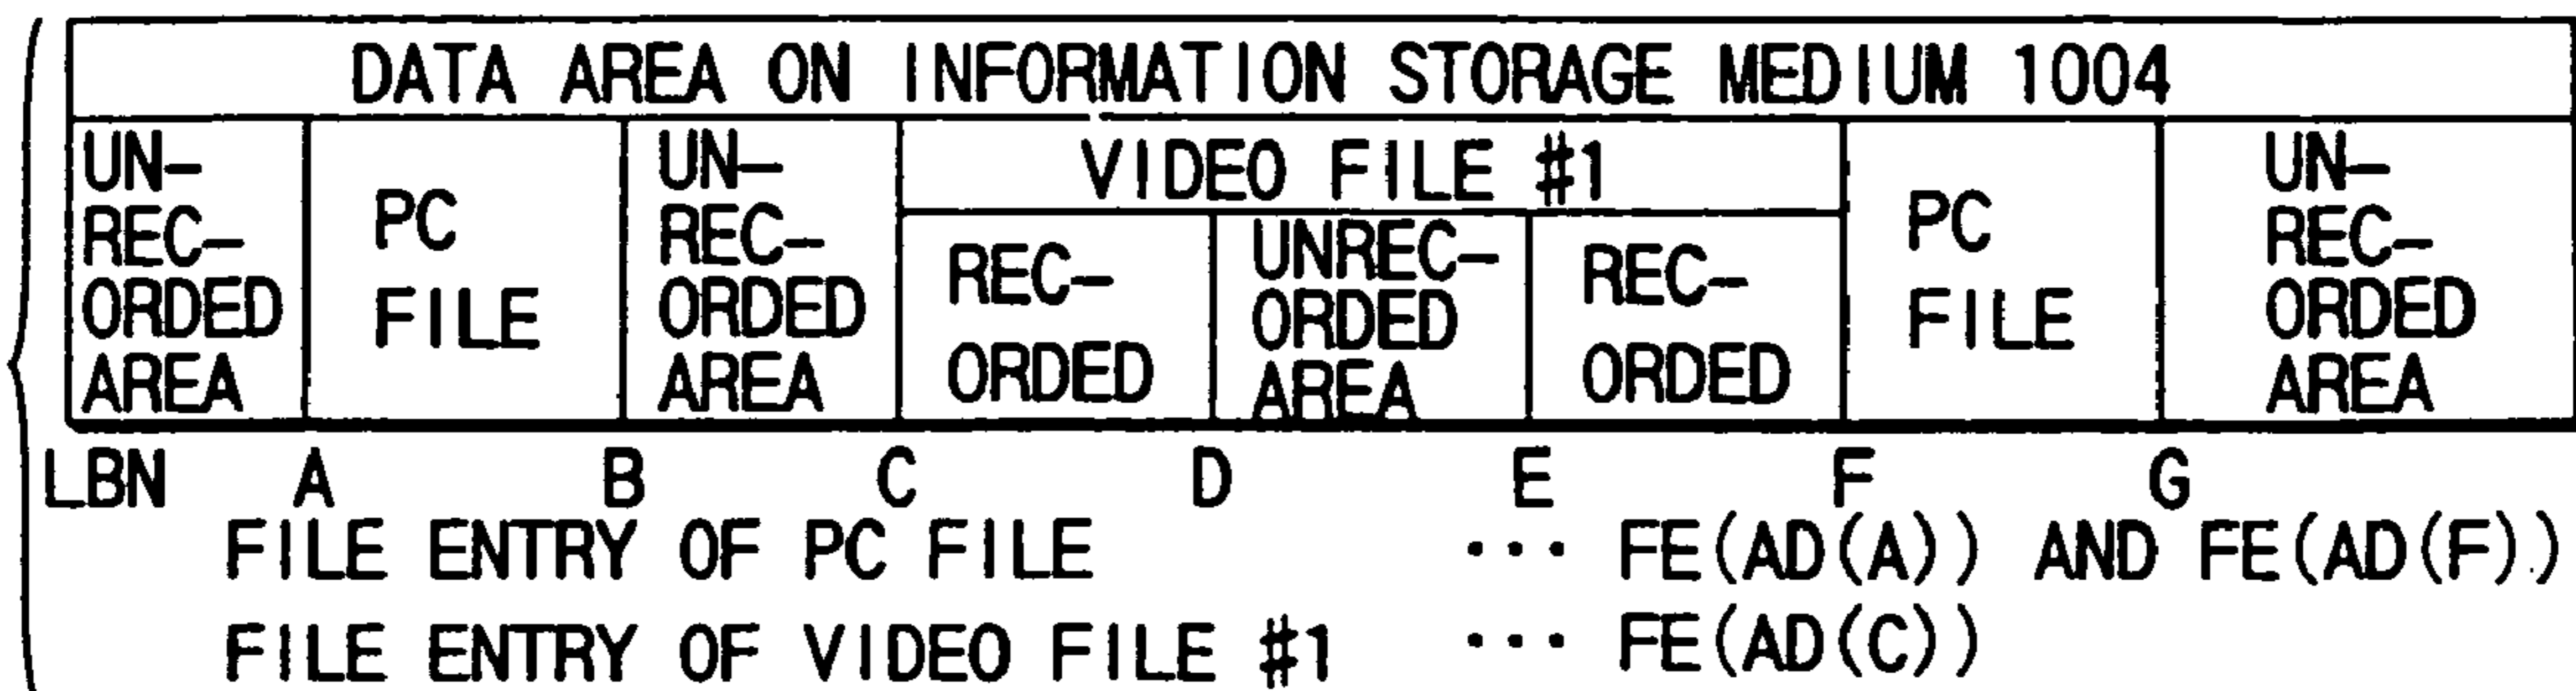 DATA AREA ON INFORMATION STORAGE MEDIUM 1004
UN-
REC-
ORDED
AREA
PC
FILE
UN-
REC-
ORDED
AREA
VIDEO FILE #1
REC-
ORDED
UNREC-
ORDED
AREA
REC-
ORDED
PC
FILE
UN-
REC-
ORDED
AREA
LBN A B C D E F G
FILE ENTRY OF PC FILE ··· FE(AD(A)) AND FE(AD(F))
FILE ENTRY OF VIDEO FILE #1 ··· FE(AD(C))